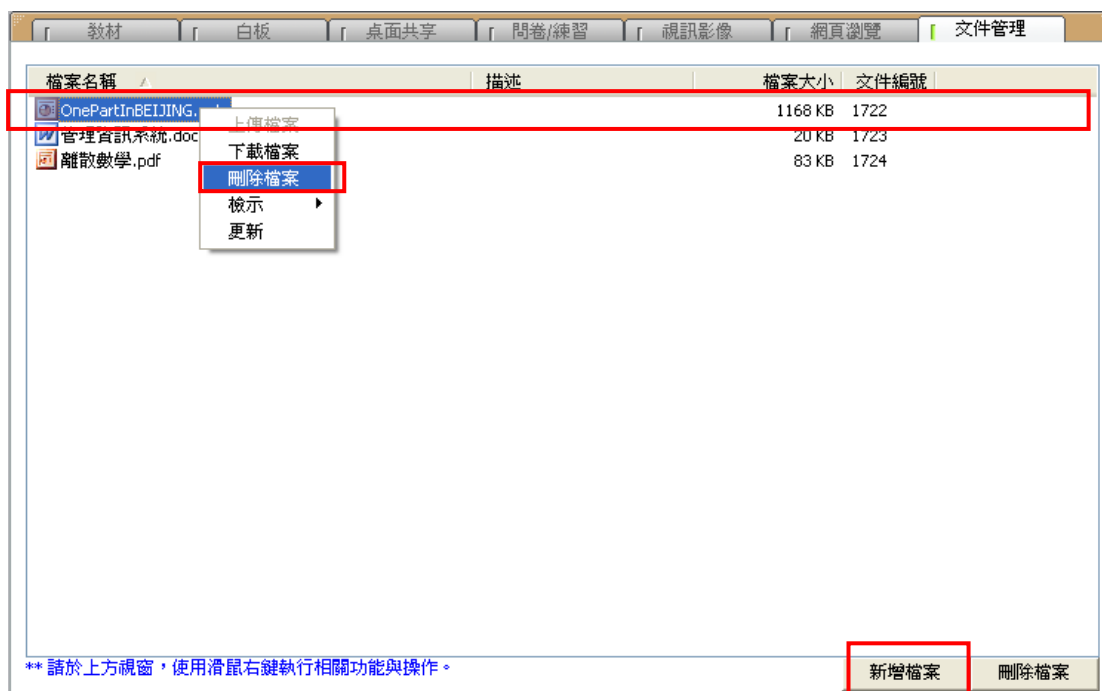 教材 白板 桌面共享 問卷/練習 視訊影像 網頁瀏覽 文件管理
檔案名稱 描述 檔案大小 文件編號
OnePartInBEIJING. 1168 KB 1722
管理資訊系統.doc 20 KB 1723
離散數學.pdf 83 KB 1724
上傳檔案
下載檔案
刪除檔案
檢示
更新
** 請於上方視窗，使用滑鼠右鍵執行相關功能與操作。
新增檔案 刪除檔案